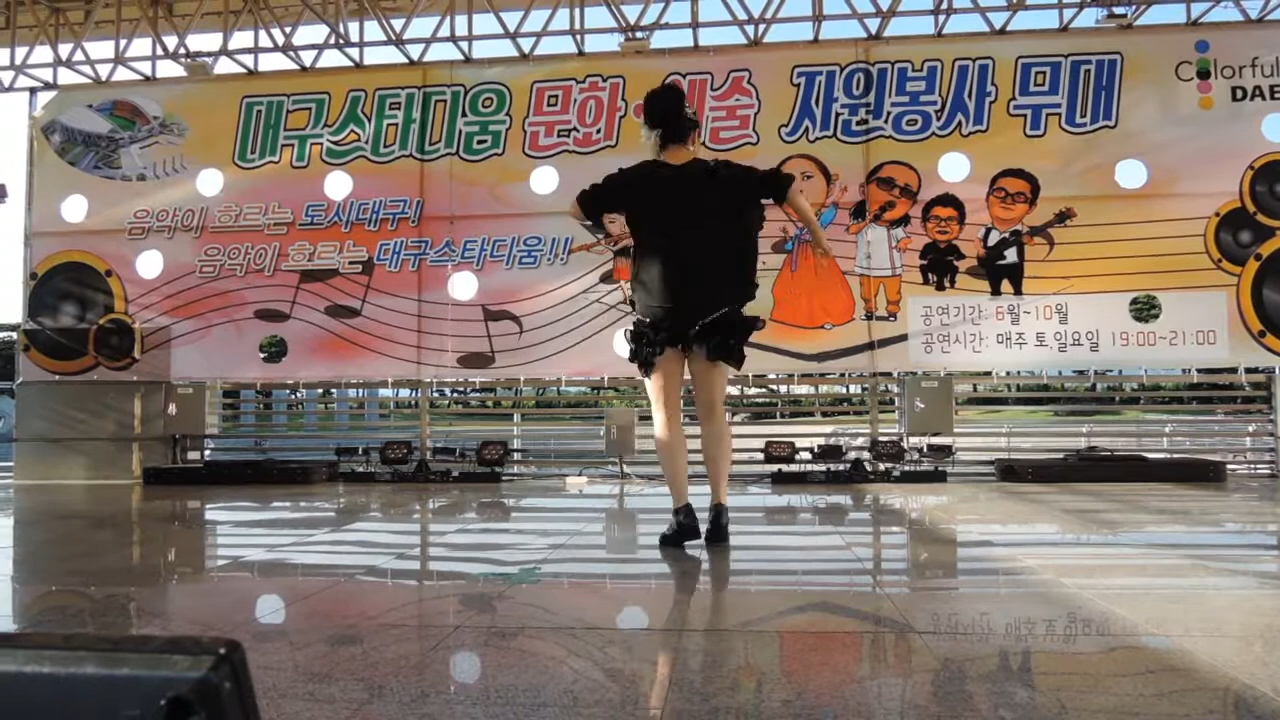 대구스타디움 문화·예술 자원봉사 무대
Colorful
DAE
음악이 흐르는 도시대구!
음악이 흐르는 대구스타디움!!
공연기간: 6월~10월
공연시간: 매주 토,일요일 19:00~21:00